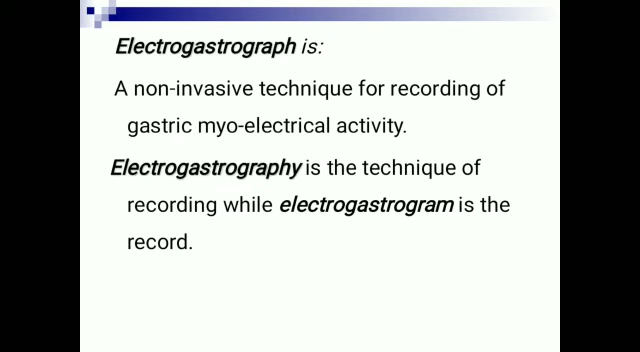 Electrogastrograph is:
A non-invasive technique for recording of
gastric myo-electrical activity.
Electrogastrography is the technique of
recording while electrogastrogram is the
record.